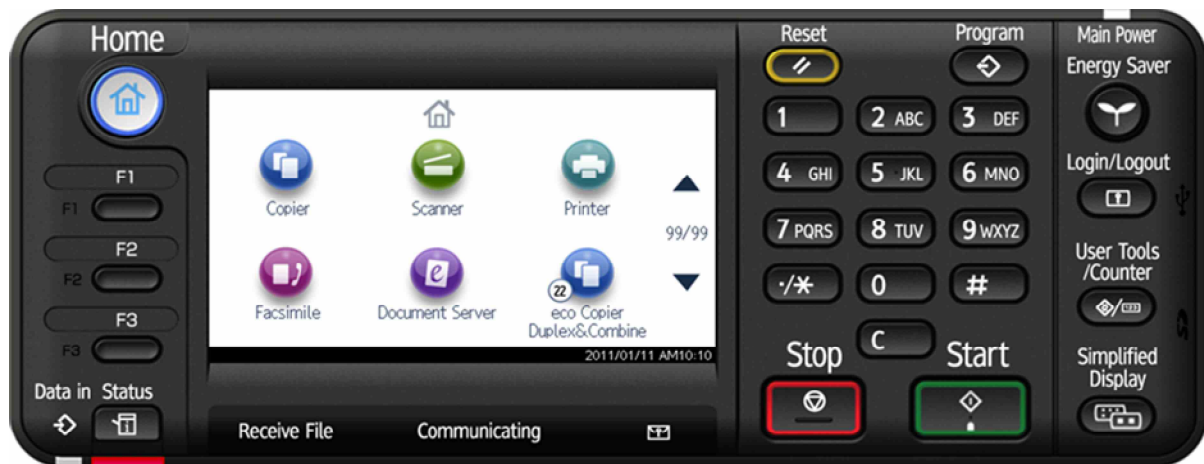 Home
F1
F1
F2
F2
F3
F3
Data in Status
Copier
Scanner
Printer
99/99
Facsimile
Document Server
22
eco Copier
Duplex&Combine
2011/01/11 AM10:10
Receive File
Communicating
Reset
Program
1
2 ABC
3 DEF
4 GHI
5 JKL
6 MNO
7 PQRS
8 TUV
9 WXYZ
·/*
0
#
C
Stop
Start
Main Power
Energy Saver
Login/Logout
User Tools
/Counter
Simplified
Display